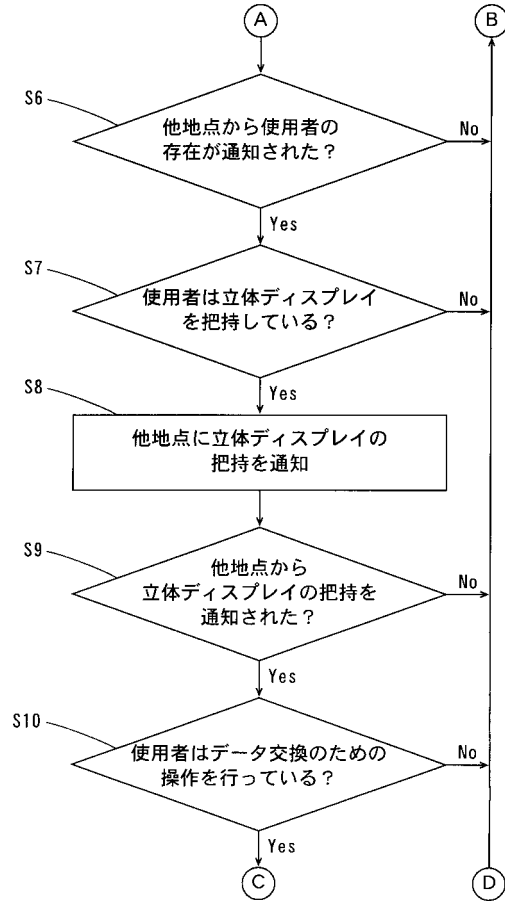 A
B
S6
他地点から使用者の
存在が通知された？
No
Yes
S7
使用者は立体ディスプレイ
を把持している？
No
Yes
S8
他地点に立体ディスプレイの
把持を通知
S9
他地点から
立体ディスプレイの把持を
通知された？
No
Yes
S10
使用者はデータ交換のための
操作を行っている？
No
Yes
C
D